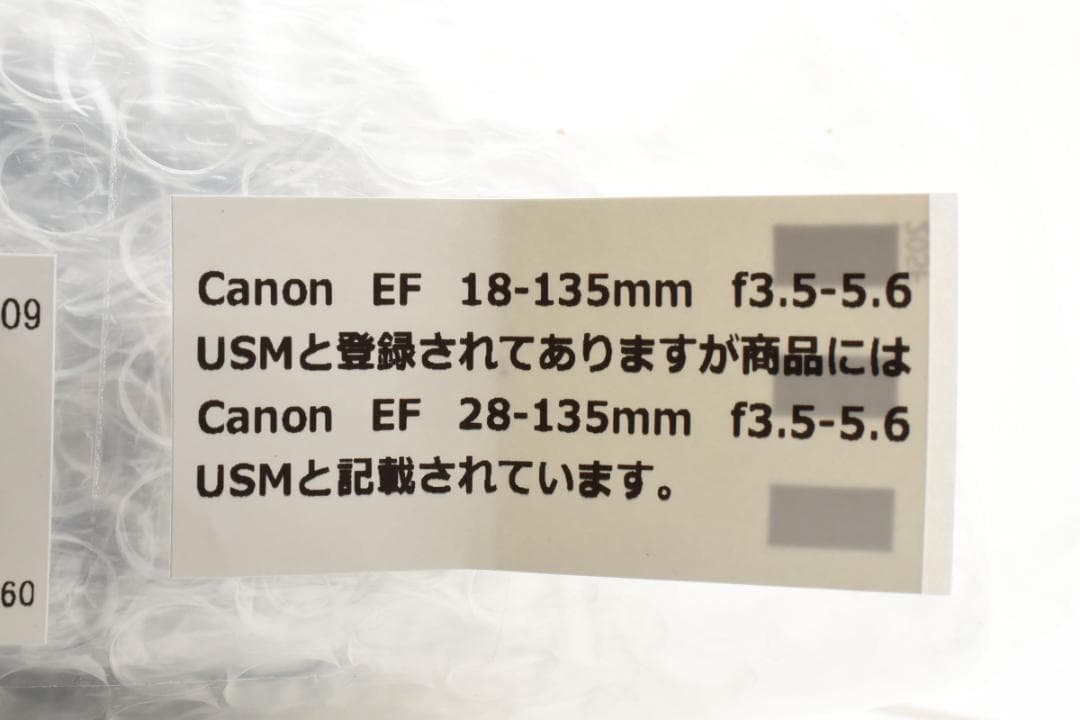 Canon EF 18-135mm f3.5-5.6
USMと登録されてありますが商品には
Canon EF 28-135mm f3.5-5.6
USMと記載されています。
09
60